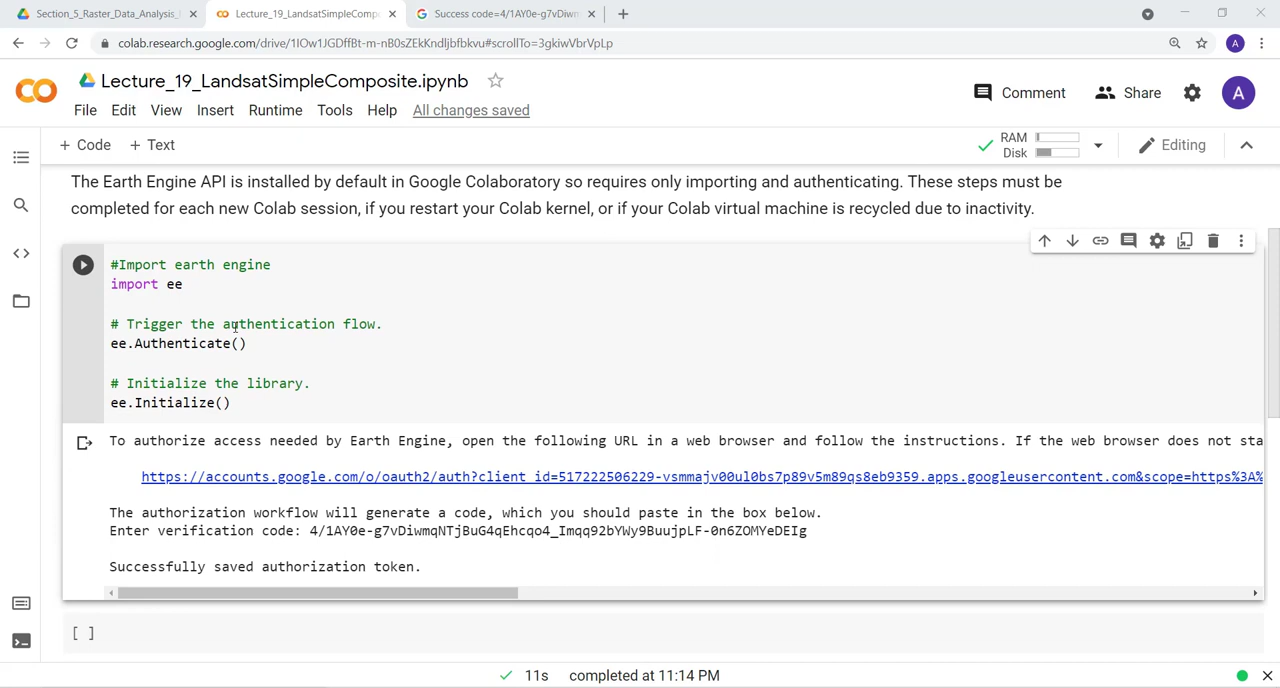 Section_5_Raster_Data_Analysis_
Lecture_19_LandsatSimpleCompo
Success code=4/1AY0e-g7vDiwm
colab.research.google.com/drive/1IOw1JGDffBt-m-nB0sZEkKndljbfbkvu#scrollTo=3gkiwVbrVpLp
A
CO
Lecture_19_LandsatSimpleComposite.ipynb
Comment
Share
A
File Edit View Insert Runtime Tools Help All changes saved
+ Code + Text
RAM
Disk
Editing
The Earth Engine API is installed by default in Google Colaboratory so requires only importing and authenticating. These steps must be
completed for each new Colab session, if you restart your Colab kernel, or if your Colab virtual machine is recycled due to inactivity.
#Import earth engine
import ee
# Trigger the authentication flow.
ee.Authenticate()
# Initialize the library.
ee.Initialize()
To authorize access needed by Earth Engine, open the following URL in a web browser and follow the instructions. If the web browser does not sta
https://accounts.google.com/o/oauth2/auth?client_id=517222506229-vsmmajv00ul0bs7p89v5m89qs8eb9359.apps.googleusercontent.com&scope=https%3A%
The authorization workflow will generate a code, which you should paste in the box below.
Enter verification code: 4/1AY0e-g7vDiwmqNTjBuG4qEhcqo4_Imqq92bYWy9BuujpLF-0n6ZOMYeDEIg
Successfully saved authorization token.
[ ]
11s completed at 11:14 PM